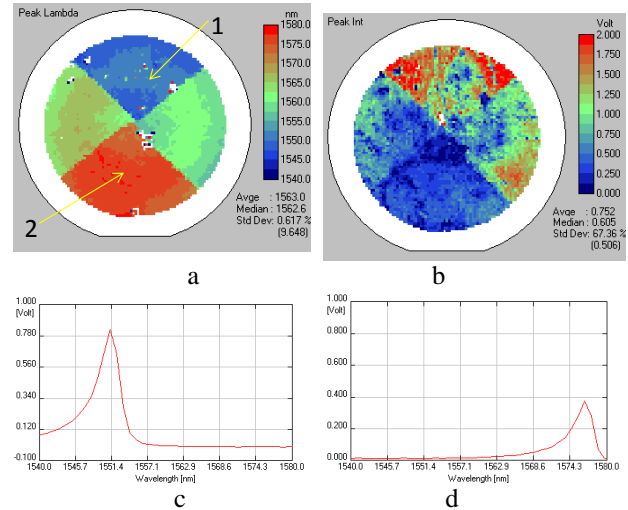 Peak Lambda
nm
1580.0
1575.0
1570.0
1565.0
1560.0
1555.0
1550.0
1545.0
1540.0
Avge : 1563.0
Median : 1562.6
Std Dev: 0.617 %
(9.648)
1
2
a
Peak Int
Volt
2.000
1.750
1.500
1.250
1.000
0.750
0.500
0.250
0.000
Avge : 0.752
Median : 0.605
Std Dev: 67.36 %
(0.506)
b
1.000
[Volt]
0.780
0.560
0.340
0.120
-0.100
1540.0 1545.7 1551.4 1557.1 1562.9 1568.6 1574.3 1580.0
Wavelength [nm]
c
1.000
[Volt]
0.800
0.600
0.400
0.200
0.000
1540.0 1545.7 1551.4 1557.1 1562.9 1568.6 1574.3 1580.0
Wavelength [nm]
d